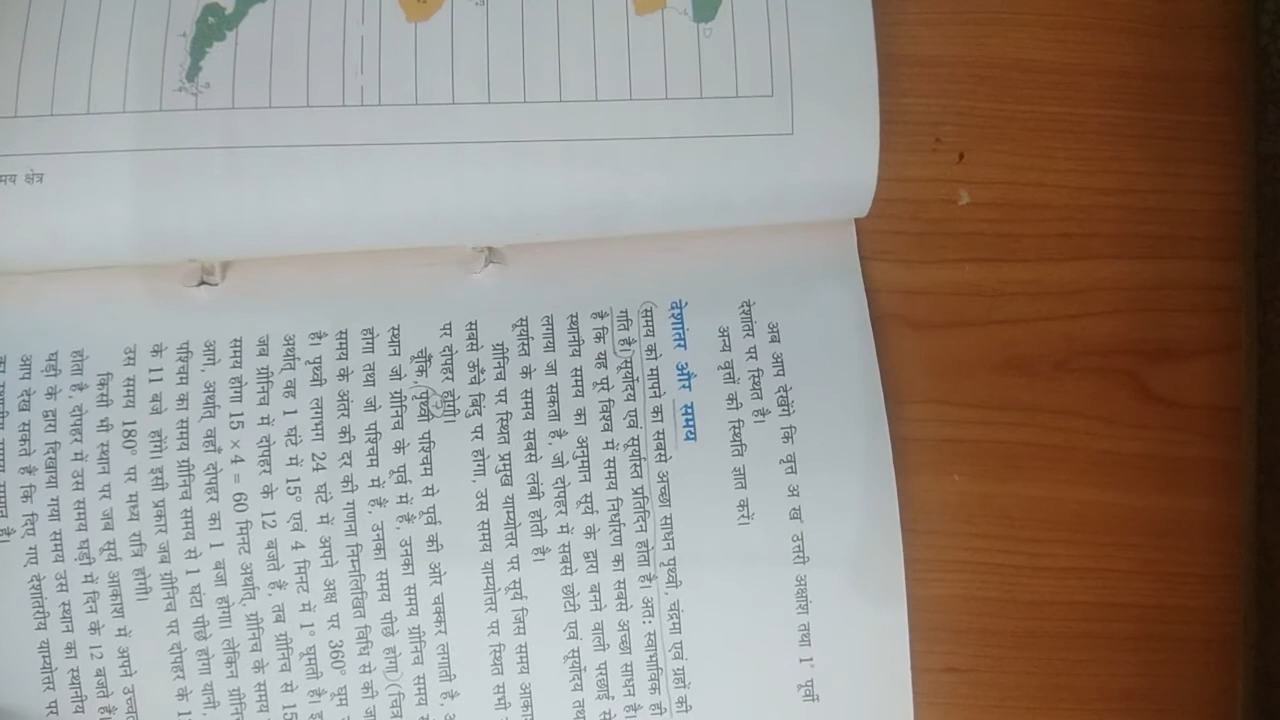 मय क्षेत्र
अब आप देखेंगे कि वृत्त अ ख उत्तरी अक्षांश तथा 1° पूर्वी
देशांतर पर स्थित है।
अन्य वृत्तों की स्थिति ज्ञात करें।
देशांतर और समय
समय को मापने का सबसे अच्छा साधन पृथ्वी, चंद्रमा एवं ग्रहों की
गति है। सूर्योदय एवं सूर्यास्त प्रतिदिन होता है। अतः स्वाभाविक ही
है कि यह पूरे विश्व में समय निर्धारण का सबसे अच्छा साधन है।
स्थानीय समय का अनुमान सूर्य के द्वारा बनने वाली परछाईं से
लगाया जा सकता है, जो दोपहर में सबसे छोटी एवं सूर्योदय तथ
सूर्यास्त के समय सबसे लंबी होती है।
ग्रीनिच पर स्थित प्रमुख याम्योत्तर पर सूर्य जिस समय आका
सबसे ऊँचे बिंदु पर होगा, उस समय याम्योत्तर पर स्थित सभी
पर दोपहर होगी।
चूँकि, पृथ्वी पश्चिम से पूर्व की ओर चक्कर लगाती है,
स्थान जो ग्रीनिच के पूर्व में हैं, उनका समय ग्रीनिच समय
होगा तथा जो पश्चिम में हैं, उनका समय पीछे होगा। (चित्र
समय के अंतर की दर की गणना निम्नलिखित विधि से की जा
है। पृथ्वी लगभग 24 घंटे में अपने अक्ष पर 360° घूम
अर्थात् वह 1 घंटे में 15° एवं 4 मिनट में 1° घूमती है।
जब ग्रीनिच में दोपहर के 12 बजते हैं, तब ग्रीनिच से 15
समय होगा 15 × 4 = 60 मिनट अर्थात्, ग्रीनिच के समय
आगे, अर्थात् वहाँ दोपहर का 1 बजा होगा। लेकिन ग्रीनि
पश्चिम का समय ग्रीनिच समय से 1 घंटा पीछे होगा यानी,
के 11 बजे होंगे। इसी प्रकार जब ग्रीनिच पर दोपहर के 1
उस समय 180° पर मध्य रात्रि होगी।
किसी भी स्थान पर जब सूर्य आकाश में अपने उच्चत
होता है, दोपहर में उस समय घड़ी में दिन के 12 बजते हैं।
घड़ी के द्वारा दिखाया गया समय उस स्थान का स्थानीय
आप देख सकते हैं कि दिए गए देशांतरीय याम्योत्तर पर